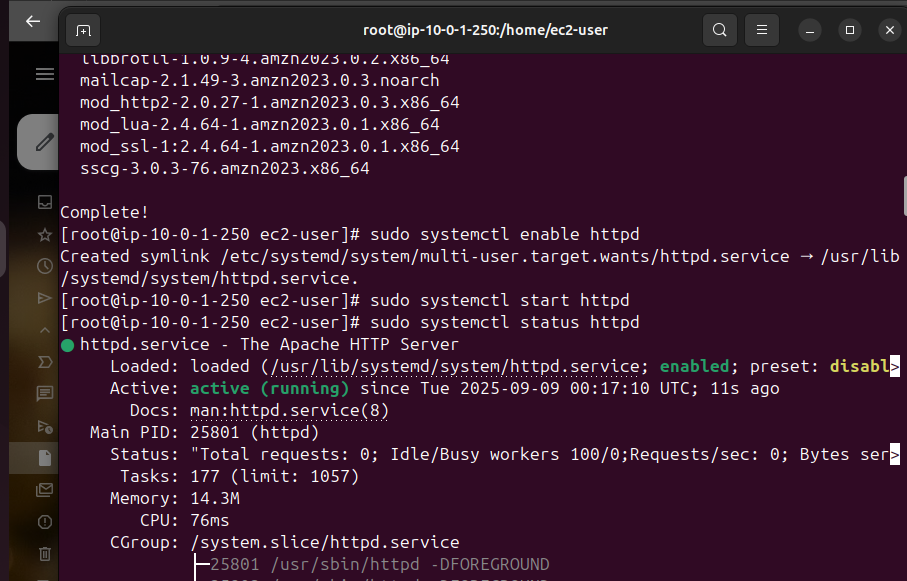 root@ip-10-0-1-250:/home/ec2-user
libbrotli-1.0.9-4.amzn2023.0.2.x86_64
mailcap-2.1.49-3.amzn2023.0.3.noarch
mod_http2-2.0.27-1.amzn2023.0.3.x86_64
mod_lua-2.4.64-1.amzn2023.0.1.x86_64
mod_ssl-1:2.4.64-1.amzn2023.0.1.x86_64
sscg-3.0.3-76.amzn2023.x86_64
Complete!
[root@ip-10-0-1-250 ec2-user]# sudo systemctl enable httpd
Created symlink /etc/systemd/system/multi-user.target.wants/httpd.service → /usr/lib
/systemd/system/httpd.service.
[root@ip-10-0-1-250 ec2-user]# sudo systemctl start httpd
[root@ip-10-0-1-250 ec2-user]# sudo systemctl status httpd
● httpd.service - The Apache HTTP Server
Loaded: loaded (/usr/lib/systemd/system/httpd.service; enabled; preset: disabl>
Active: active (running) since Tue 2025-09-09 00:17:10 UTC; 11s ago
Docs: man:httpd.service(8)
Main PID: 25801 (httpd)
Status: "Total requests: 0; Idle/Busy workers 100/0;Requests/sec: 0; Bytes ser>
Tasks: 177 (limit: 1057)
Memory: 14.3M
CPU: 76ms
CGroup: /system.slice/httpd.service
├─25801 /usr/sbin/httpd -DFOREGROUND